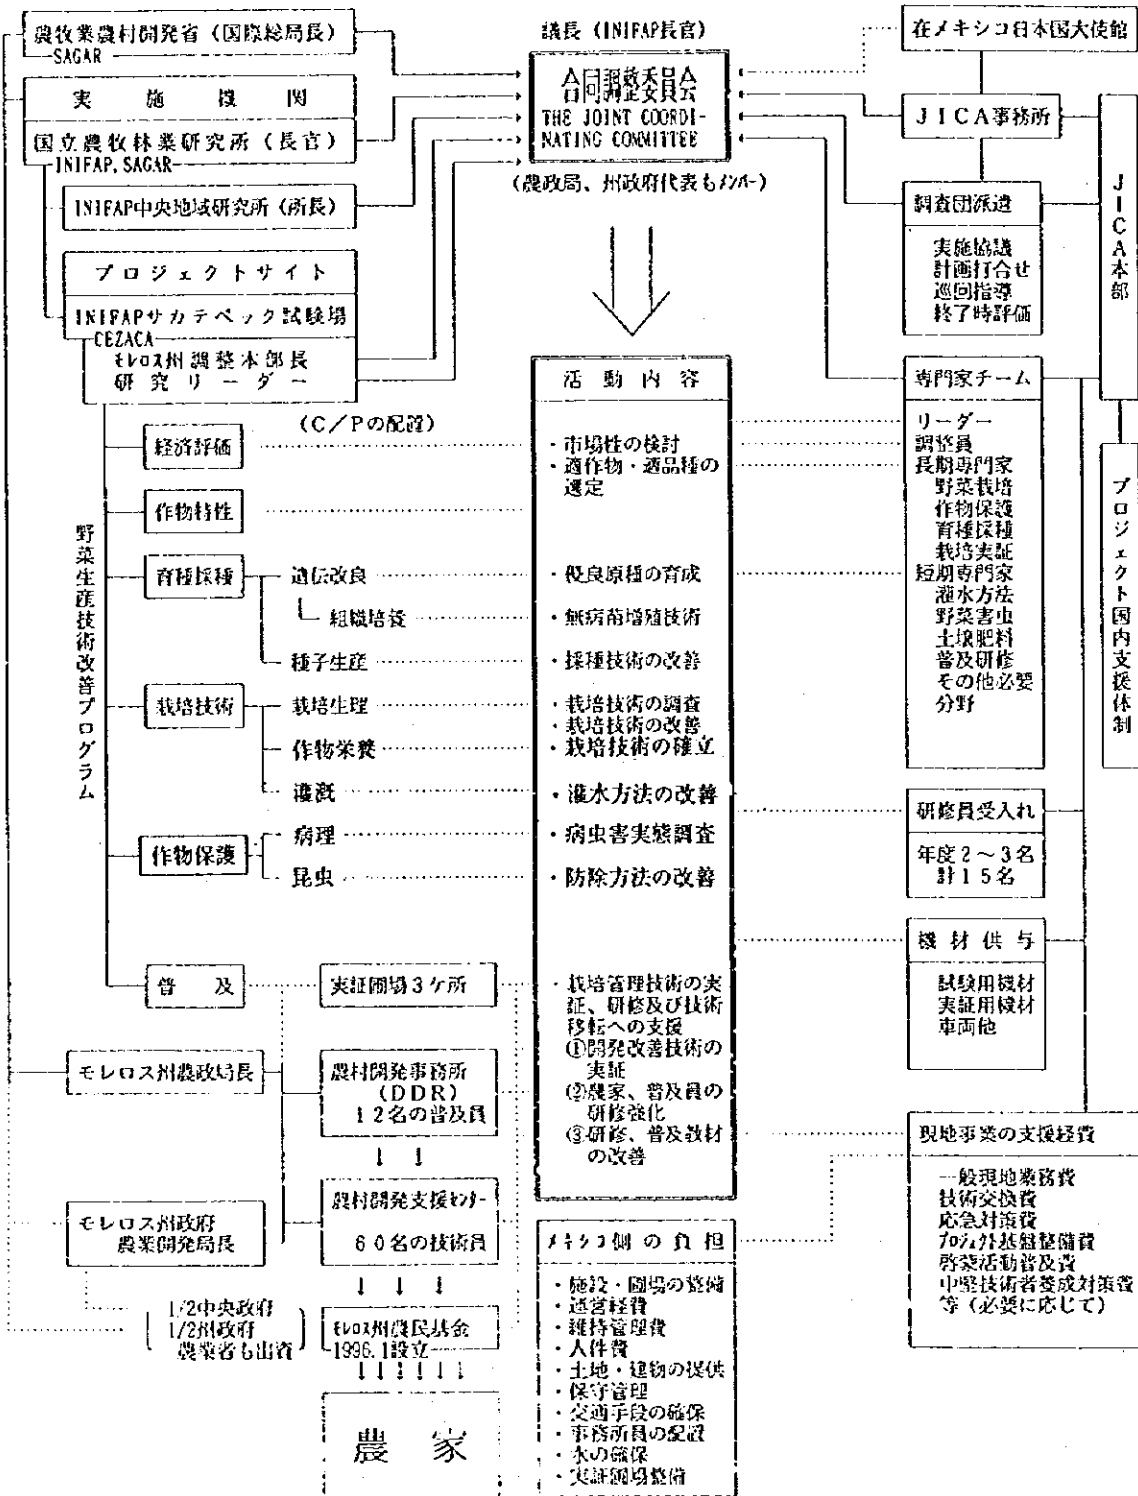 農牧業農村開発省（国際総局長）
SAGAR
実施機関
国立農牧林業研究所（長官）
INIFAP, SAGAR
INIFAP中央地域研究所（所長）
プロジェクトサイト
INIFAPサカテペック試験場
CEZACA
モレロス州調整本部長
研究リーダー
議長（INIFAP長官）
合同調整委員会
THE JOINT COORDI-
NATING COMMITTEE
（農政局、州政府代表もメンバー）
在メキシコ日本国大使館
JICA事務所
調査団派遣
実施協議
計画打合せ
巡回指導
終了時評価
JICA本部
プロジェクト国内支援体制
野菜生産技術改善プログラム
（C／Pの配置）
経済評価
作物特性
育種採種
遺伝改良
組織培養
種子生産
栽培技術
栽培生理
作物栄養
灌漑
作物保護
病理
昆虫
普及
実証圃場3ケ所
活動内容
・市場性の検討
・適作物・適品種の
選定
・優良原種の育成
・無病苗増殖技術
・採種技術の改善
・栽培技術の調査
・栽培技術の改善
・栽培技術の確立
・灌水方法の改善
・病虫害実態調査
・防除方法の改善
・栽培管理技術の実
証、研修及び技術
移転への支援
①開発改善技術の
実証
②農家、普及員の
研修強化
③研修、普及教材
の改善
専門家チーム
リーダー
調整員
長期専門家
野菜栽培
作物保護
育種採種
栽培実証
短期専門家
灌水方法
野菜害虫
土壌肥料
普及研修
その他必要
分野
研修員受入れ
年度2～3名
計15名
機材供与
試験用機材
実証用機材
車両他
現地事業の支援経費
一般現地業務費
技術交換費
応急対策費
プロジェクト基盤整備費
啓蒙活動普及費
中堅技術者養成対策費
等（必要に応じて）
モレロス州農政局長
農村開発事務所
（DDR）
12名の普及員
モレロス州政府
農業開発局長
農村開発支援センター
60名の技術員
1/2中央政府
1/2州政府
農業省も出資
モレロス州農民基金
1996.1設立
農家
メキシコ側の負担
・施設・圃場の整備
・運営経費
・維持管理費
・人件費
・土地・建物の提供
・保守管理
・交通手段の確保
・事務所員の配置
・水の確保
・実証圃場整備